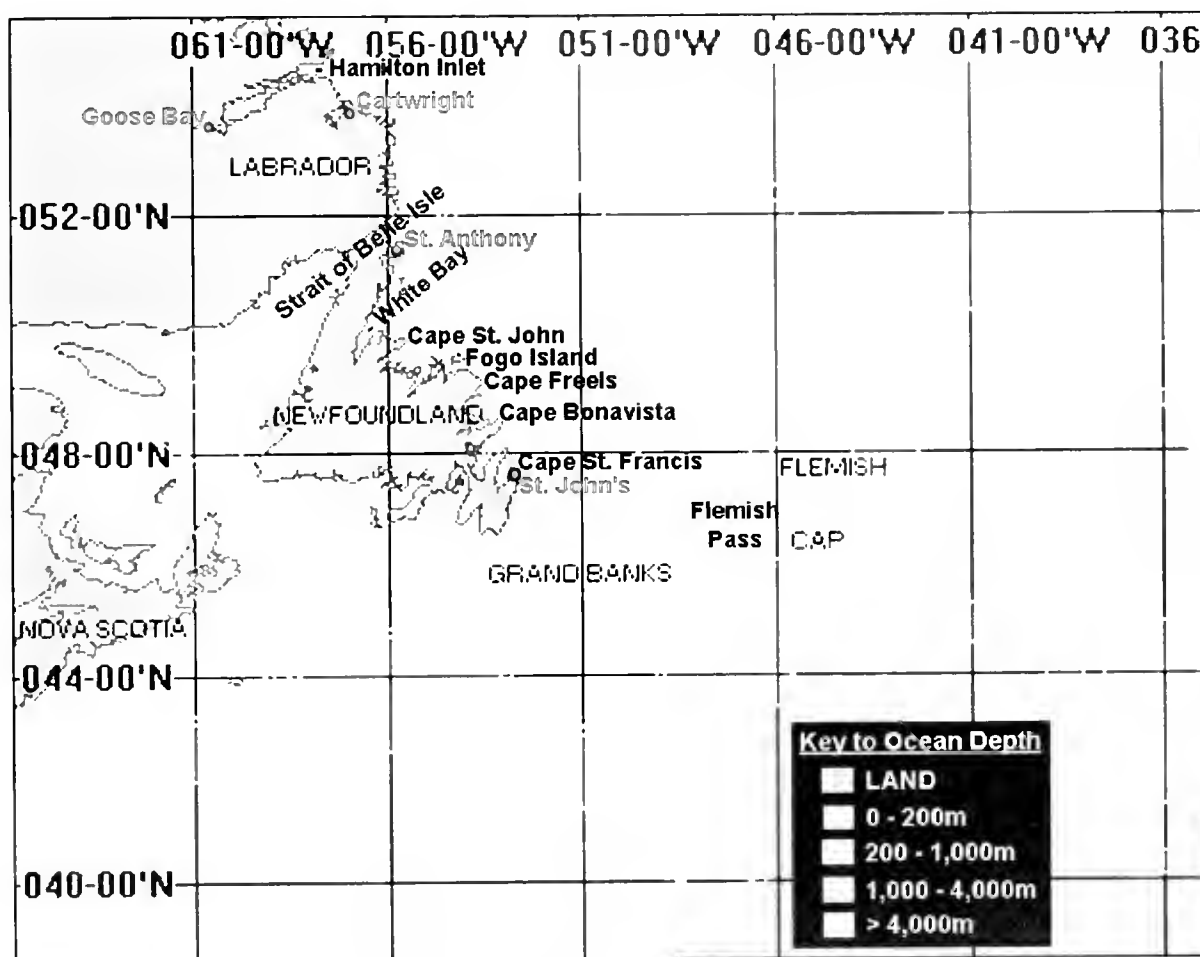 061-00'W 056-00'W 051-00'W 046-00'W 041-00'W 036
Hamilton Inlet
Cartwright
Goose Bay
LABRADOR
052-00'N
Strait of Belle Isle
St. Anthony
White Bay
Cape St. John
Fogo Island
Cape Freels
NEWFOUNDLAND
Cape Bonavista
048-00'N
Cape St. Francis
FLEMISH
St. John's
Flemish
Pass
CAP
GRAND BANKS
NOVA SCOTIA
044-00'N
Key to Ocean Depth
LAND
0 - 200m
200 - 1,000m
1,000 - 4,000m
> 4,000m
040-00'N